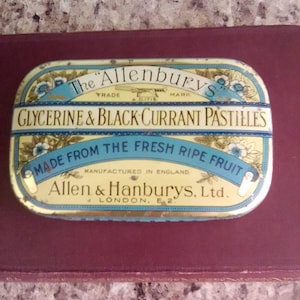 The "Allenburys"
TRADE MARK
GLYCERINE & BLACK CURRANT PASTILLES
MADE FROM THE FRESH RIPE FRUIT
MANUFACTURED IN ENGLAND
Allen & Hanburys, Ltd.
LONDON, E.2.